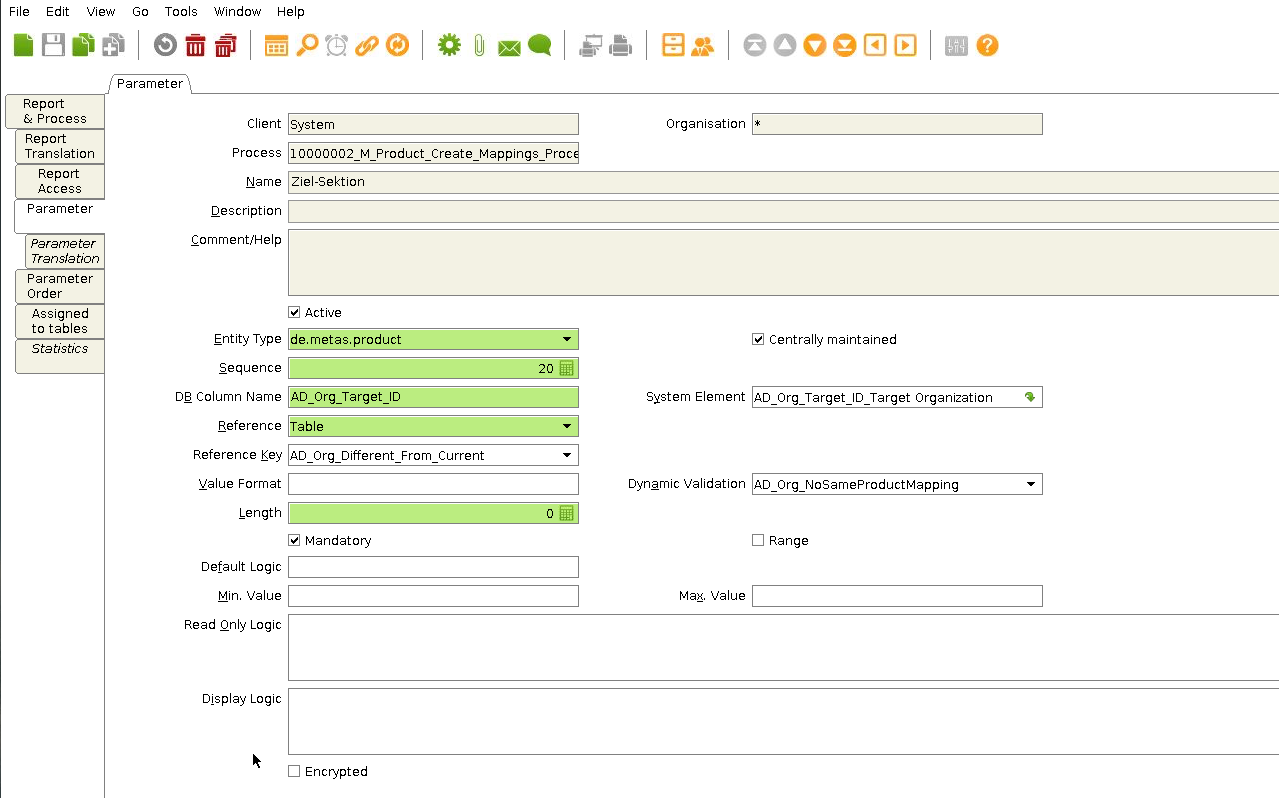 File Edit View Go Tools Window Help
Parameter
Report
& Process
Report
Translation
Report
Access
Parameter
Parameter
Translation
Parameter
Order
Assigned
to tables
Statistics
Client System Organisation *
Process 10000002_M_Product_Create_Mappings_Proce
Name Ziel-Sektion
Description
Comment/Help
Active
Entity Type de.metas.product Centrally maintained
Sequence 20
DB Column Name AD_Org_Target_ID System Element AD_Org_Target_ID_Target Organization
Reference Table
Reference Key AD_Org_Different_From_Current
Value Format Dynamic Validation AD_Org_NoSameProductMapping
Length 0
Mandatory Range
Default Logic
Min. Value Max. Value
Read Only Logic
Display Logic
Encrypted